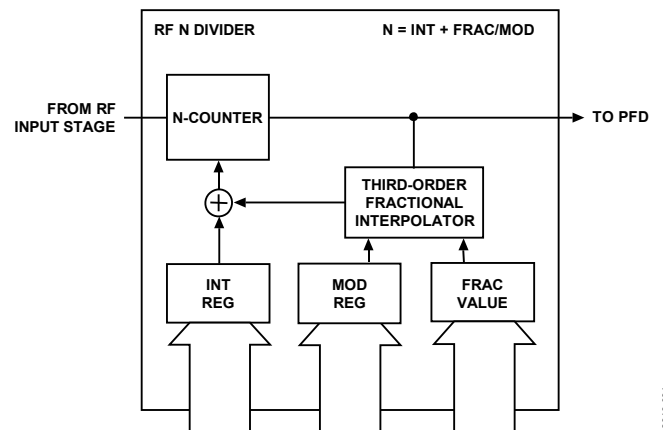 RF N DIVIDER
N = INT + FRAC/MOD
FROM RF
INPUT STAGE
N-COUNTER
TO PFD
THIRD-ORDER
FRACTIONAL
INTERPOLATOR
INT
REG
MOD
REG
FRAC
VALUE